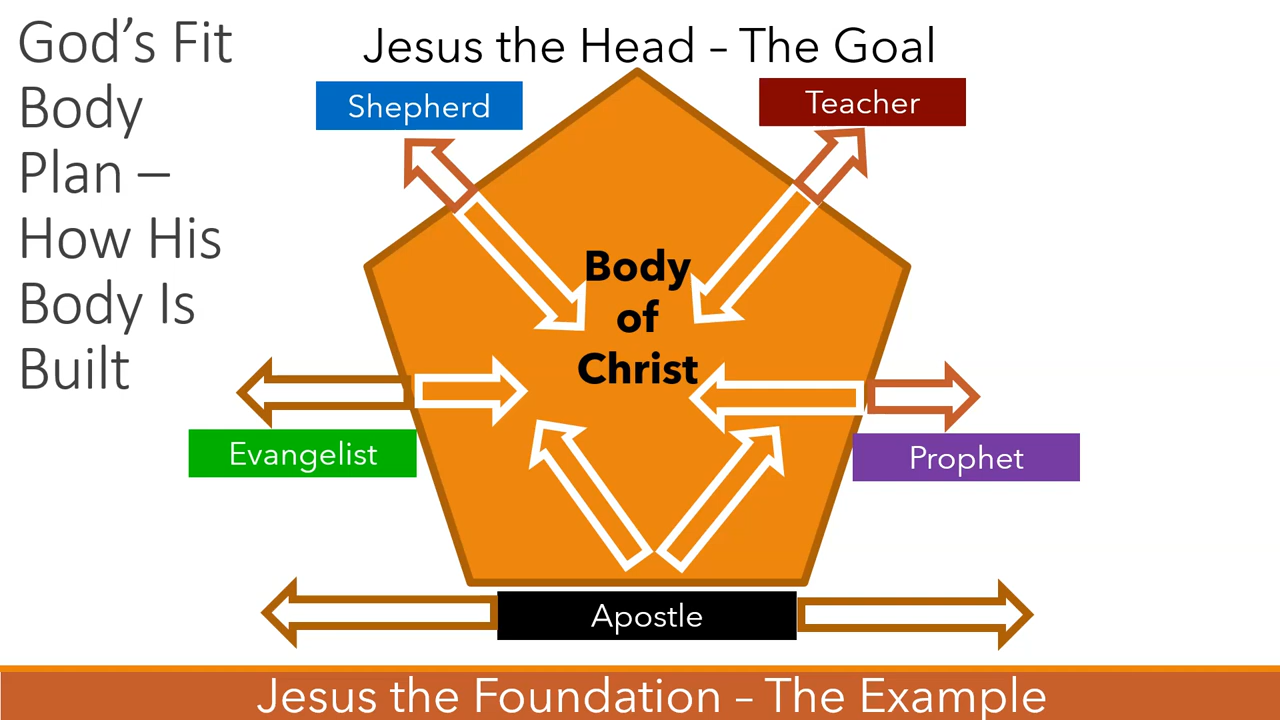 God’s Fit
Body
Plan –
How His
Body Is
Built
Jesus the Head – The Goal
Shepherd
Teacher
Body
of
Christ
Evangelist
Prophet
Apostle
Jesus the Foundation – The Example